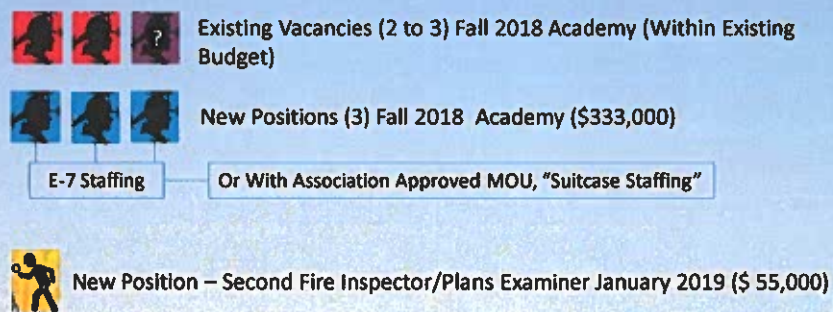 Existing Vacancies (2 to 3) Fall 2018 Academy (Within Existing
Budget)
?
New Positions (3) Fall 2018  Academy ($333,000)
E-7 Staffing
Or With Association Approved MOU, "Suitcase Staffing"
New Position – Second Fire Inspector/Plans Examiner January 2019 ($ 55,000)